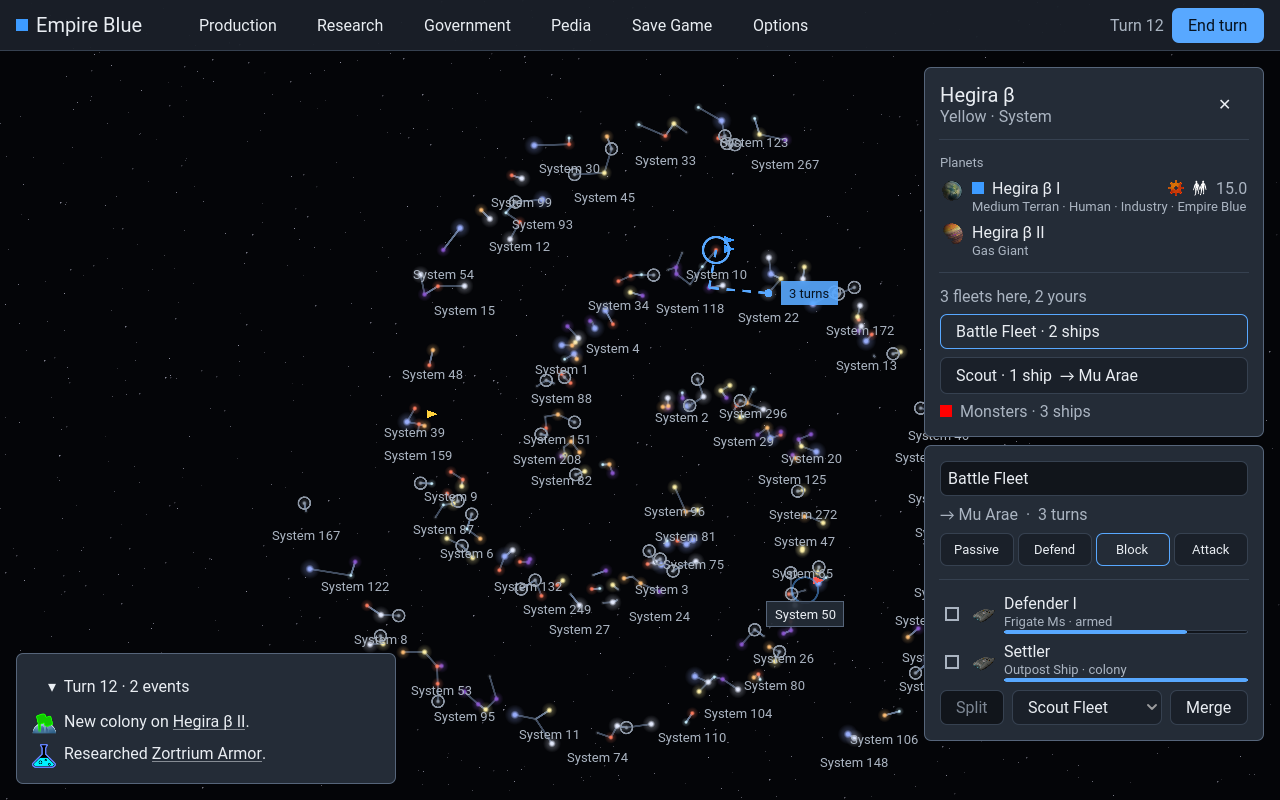 Empire Blue
Production
Research
Government
Pedia
Save Game
Options
Turn 12
End turn
Hegira β
Yellow · System
Planets
Hegira β I
15.0
Medium Terran · Human · Industry · Empire Blue
Hegira β II
Gas Giant
3 fleets here, 2 yours
Battle Fleet · 2 ships
Scout · 1 ship → Mu Arae
Monsters · 3 ships
Battle Fleet
→ Mu Arae · 3 turns
Passive
Defend
Block
Attack
Defender I
Frigate Ms · armed
Settler
Outpost Ship · colony
Split
Scout Fleet
Merge
System 123
System 33
System 267
System 30
System 45
System 99
System 93
System 12
System 54
System 10
System 15
3 turns
System 34
System 118
System 22
System 172
System 4
System 13
System 1
System 48
System 88
System 2
System 296
System 39
System 151
System 29
System 159
System 208
System 20
System 82
System 125
System 9
System 96
System 272
System 87
System 167
System 81
System 47
System 6
System 75
System 65
System 122
System 132
System 3
System 249
System 24
System 50
System 27
System 8
System 26
System 53
System 80
System 95
System 104
System 11
System 110
System 106
System 74
System 148
▾ Turn 12 · 2 events
New colony on Hegira β II.
Researched Zortrium Armor.